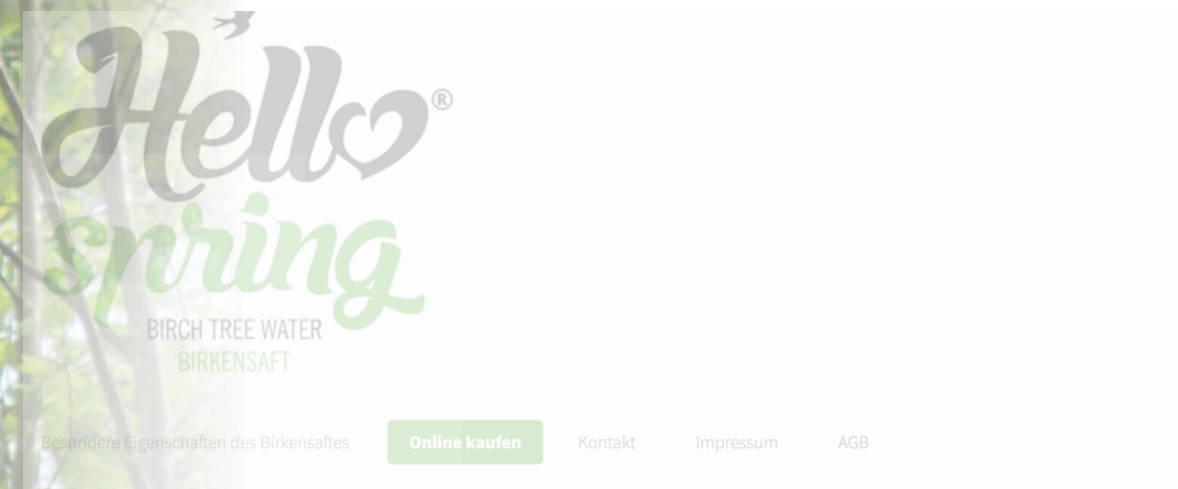 Hello®
spring
BIRCH TREE WATER
BIRKENSAFT
Besondere Eigenschaften des Birkensaftes Online kaufen Kontakt Impressum AGB